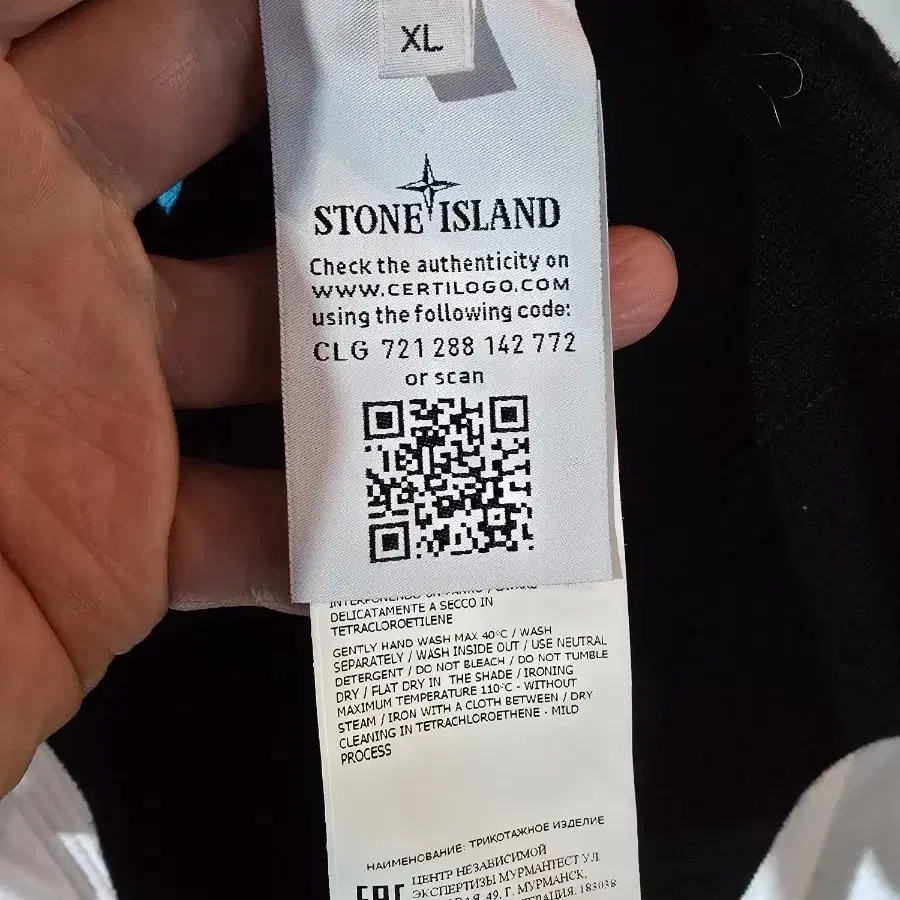 XL
STONE ISLAND
Check the authenticity on
WWW.CERTILOGO.COM
using the following code:
CLG 721 288 142 772
or scan
DELICATAMENTE A SECCO IN
TETRACLOROETILENE
GENTLY HAND WASH MAX 40°C / WASH
SEPARATELY / WASH INSIDE OUT / USE NEUTRAL
DETERGENT / DO NOT BLEACH / DO NOT TUMBLE
DRY / FLAT DRY IN THE SHADE / IRONING
MAXIMUM TEMPERATURE 110°C - WITHOUT
STEAM / IRON WITH A CLOTH BETWEEN / DRY
CLEANING IN TETRACHLOROETHENE - MILD
PROCESS
НАИМЕНОВАНИЕ: ТРИКОТАЖНОЕ ИЗДЕЛИЕ
ЦЕНТР НЕЗАВИСИМОЙ
ЭКСПЕРТИЗЫ МУРМАНТЕСТ УЛ.
49, Г. МУРМАНСК,
183038